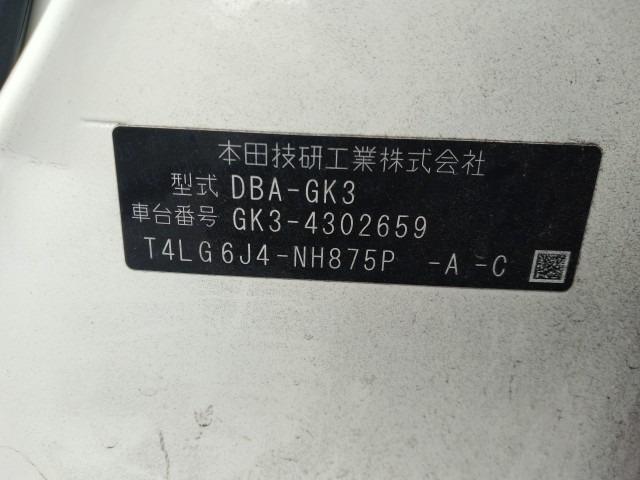 本田技研工業株式会社
型式 DBA-GK3
車台番号 GK3-4302659
T4LG6J4-NH875P -A -C